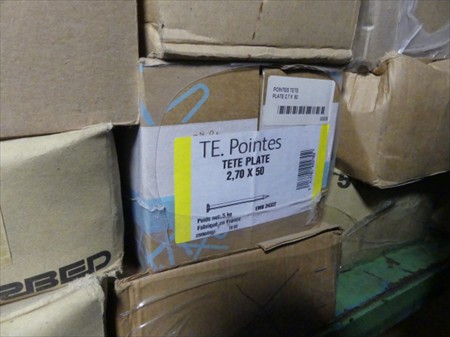 POINTES TETE
PLATE 2.7 X 50
TE. Pointes
TETE PLATE
2,70 X 50
Poids net: 5 kg
Fabriqué en France
RBED
5